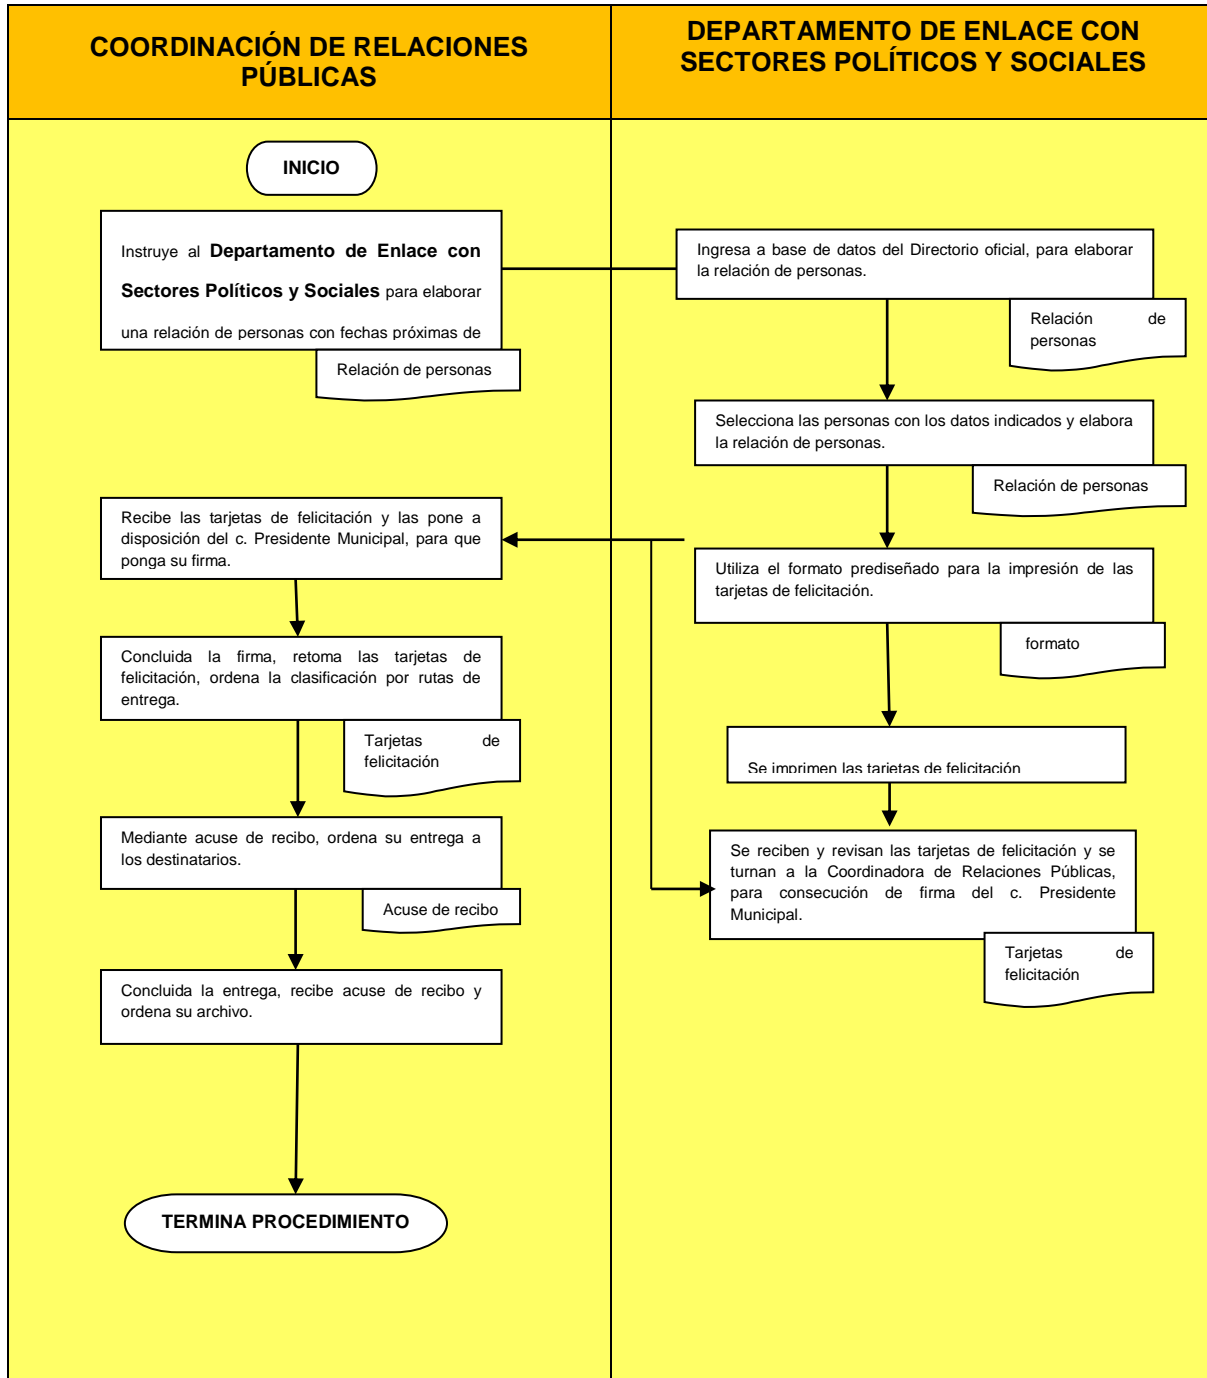 COORDINACIÓN DE RELACIONES
PÚBLICAS
DEPARTAMENTO DE ENLACE CON
SECTORES POLÍTICOS Y SOCIALES
INICIO
Instruye al Departamento de Enlace con
Sectores Políticos y Sociales para elaborar
una relación de personas con fechas próximas de
Relación de personas
Ingresa a base de datos del Directorio oficial, para elaborar
la relación de personas.
Relación de
personas
Selecciona las personas con los datos indicados y elabora
la relación de personas.
Relación de personas
Recibe las tarjetas de felicitación y las pone a
disposición del c. Presidente Municipal, para que
ponga su firma.
Utiliza el formato prediseñado para la impresión de las
tarjetas de felicitación.
formato
Concluida la firma, retoma las tarjetas de
felicitación, ordena la clasificación por rutas de
entrega.
Tarjetas de
felicitación
Se imprimen las tarjetas de felicitación
Mediante acuse de recibo, ordena su entrega a
los destinatarios.
Acuse de recibo
Se reciben y revisan las tarjetas de felicitación y se
turnan a la Coordinadora de Relaciones Públicas,
para consecución de firma del c. Presidente
Municipal.
Tarjetas de
felicitación
Concluida la entrega, recibe acuse de recibo y
ordena su archivo.
TERMINA PROCEDIMIENTO